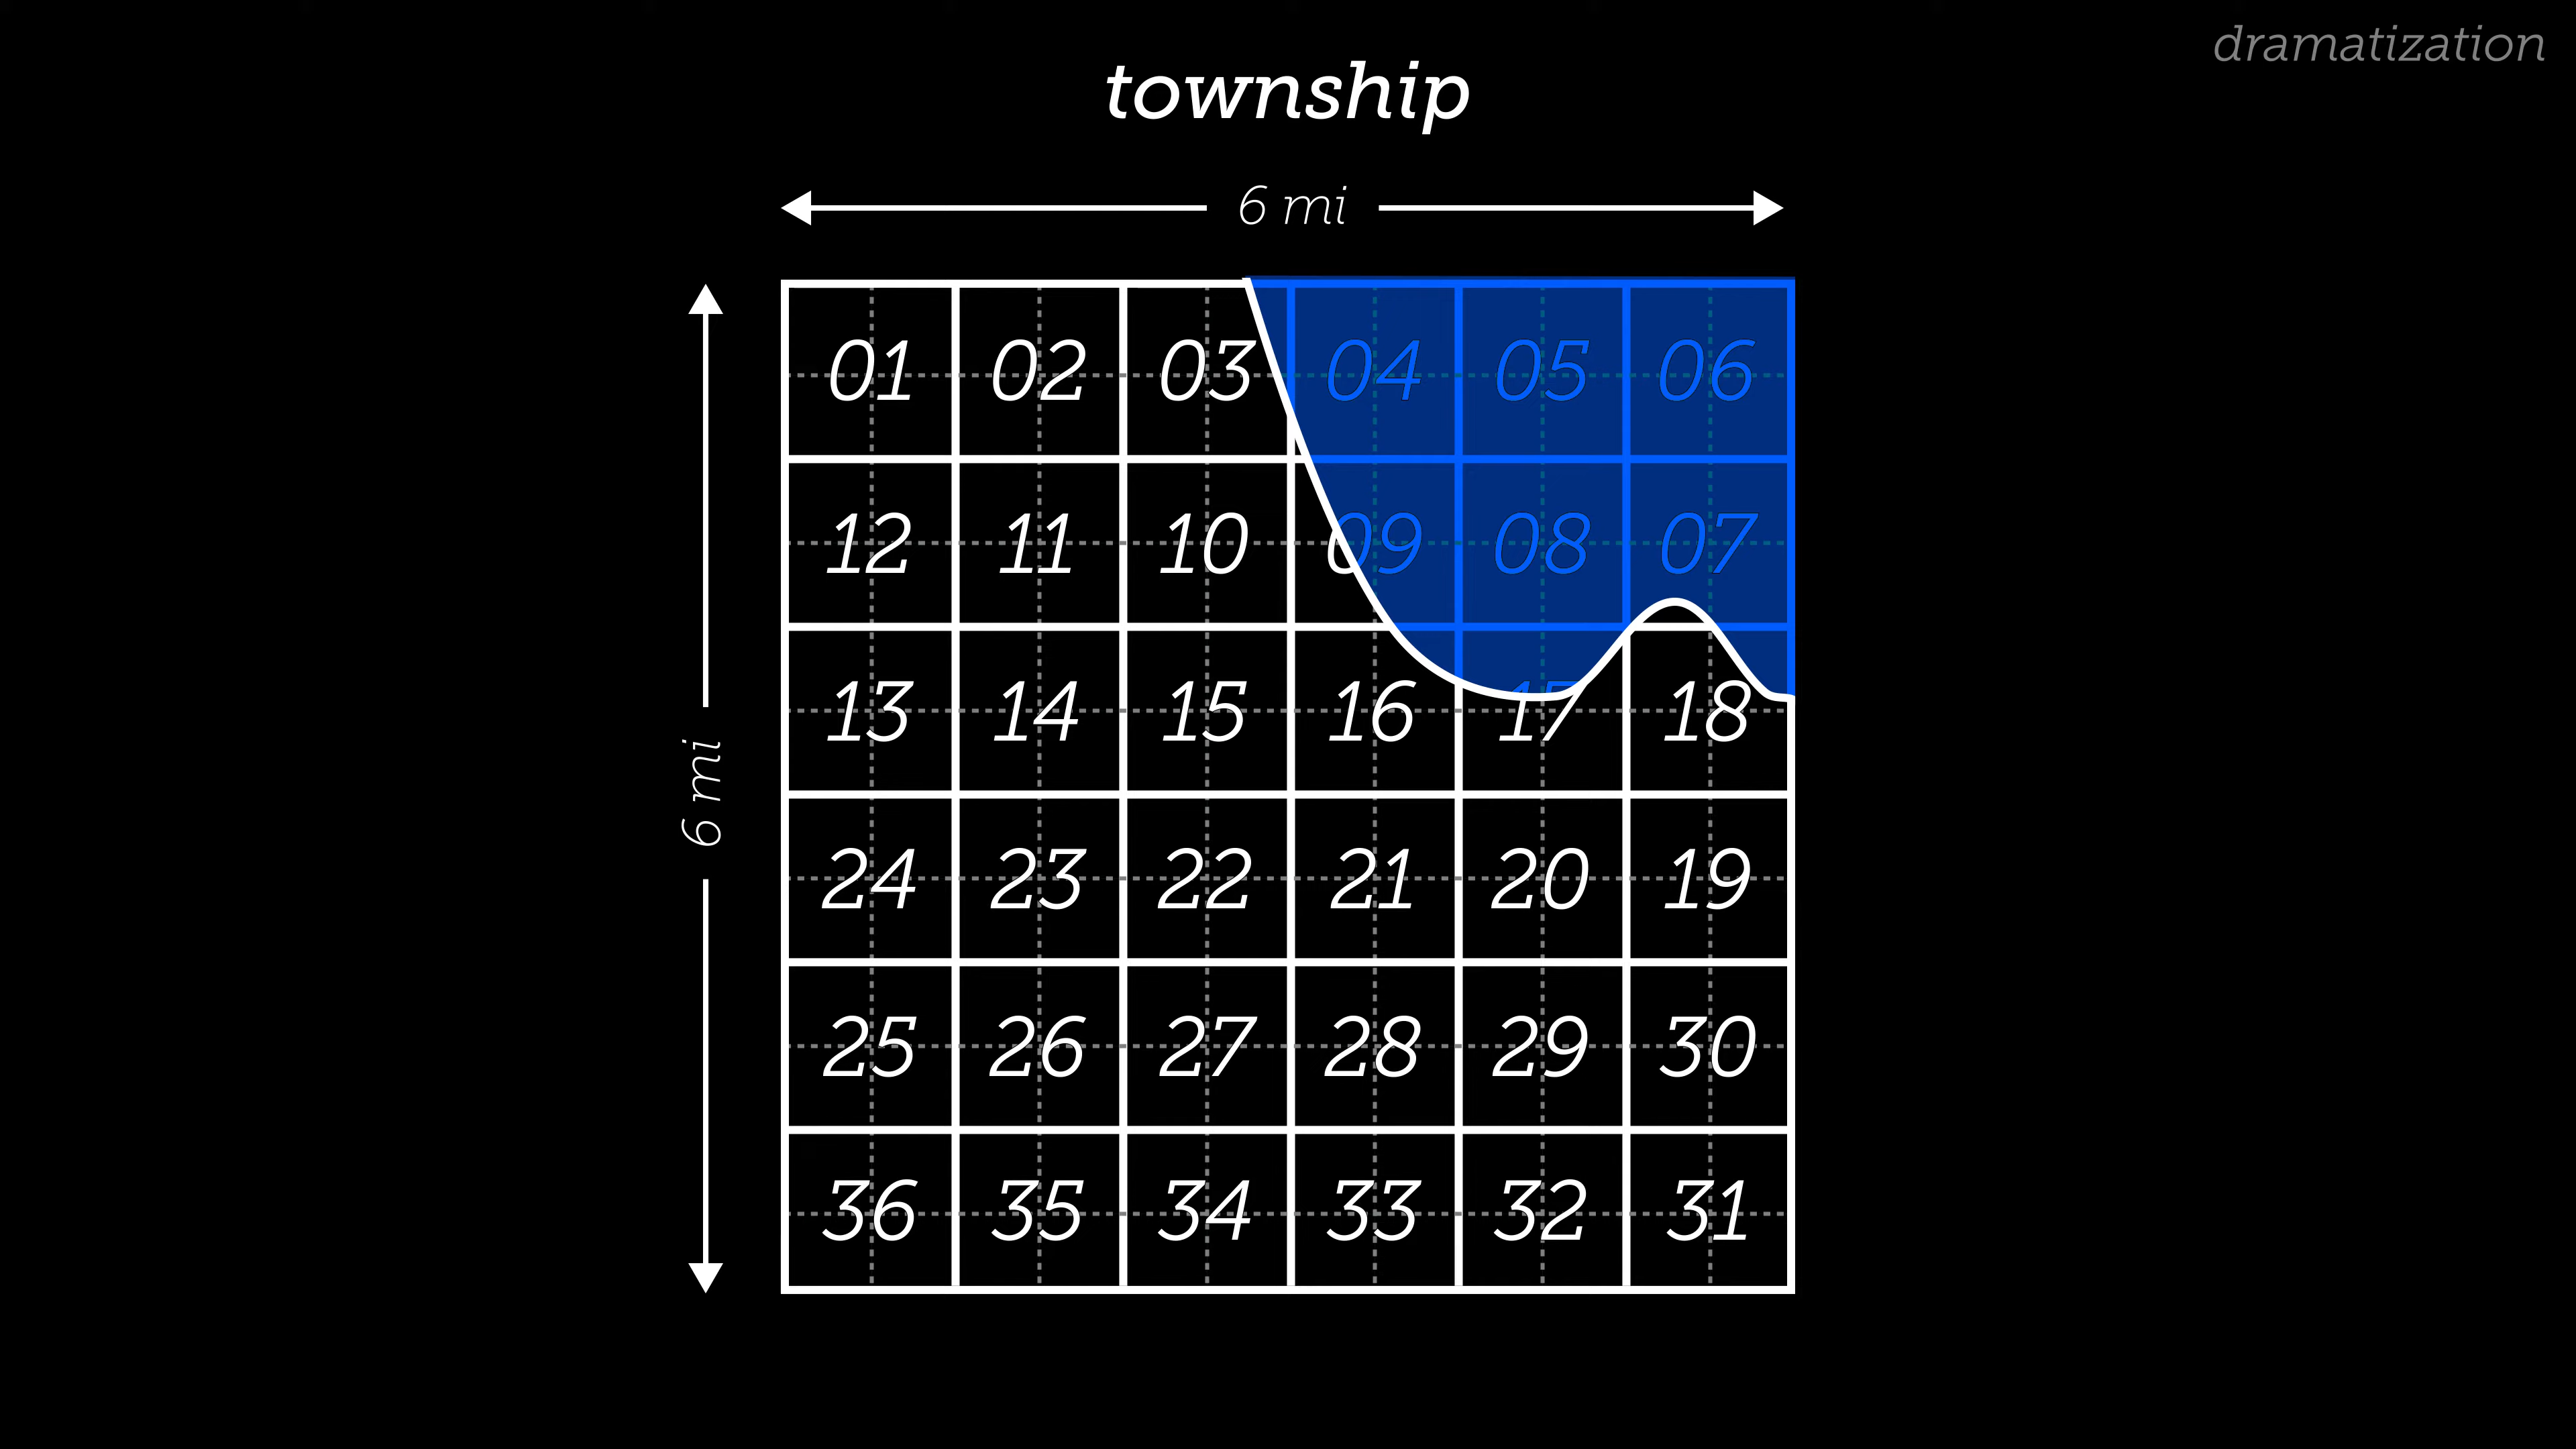 dramatization
township
6 mi
6 mi
01 02 03 04 05 06
12 11 10 09 08 07
13 14 15 16 17 18
24 23 22 21 20 19
25 26 27 28 29 30
36 35 34 33 32 31